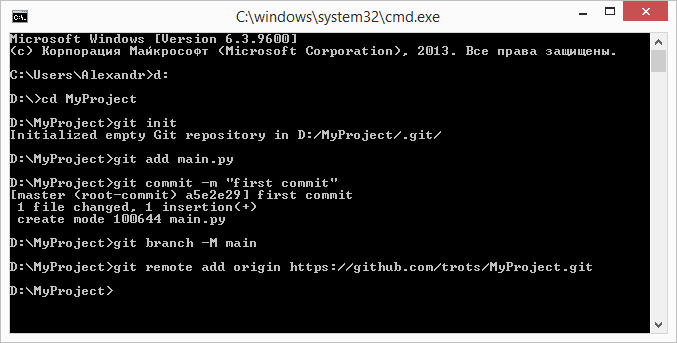 C:\windows\system32\cmd.exe
Microsoft Windows [Version 6.3.9600]
(c) Корпорация Майкрософт (Microsoft Corporation), 2013. Все права защищены.
C:\Users\Alexandr>d:
D:\>cd MyProject
D:\MyProject>git init
Initialized empty Git repository in D:/MyProject/.git/
D:\MyProject>git add main.py
D:\MyProject>git commit -m "first commit"
[master (root-commit) a5e2e29] first commit
 1 file changed, 1 insertion(+)
 create mode 100644 main.py
D:\MyProject>git branch -M main
D:\MyProject>git remote add origin https://github.com/trots/MyProject.git
D:\MyProject>